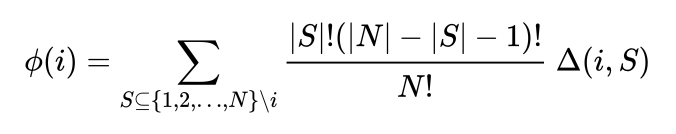 ϕ(i) = ∑_{S⊆{1,2,…,N}\i} \frac{|S|!(|N| − |S| − 1)!}{N!} Δ(i, S)